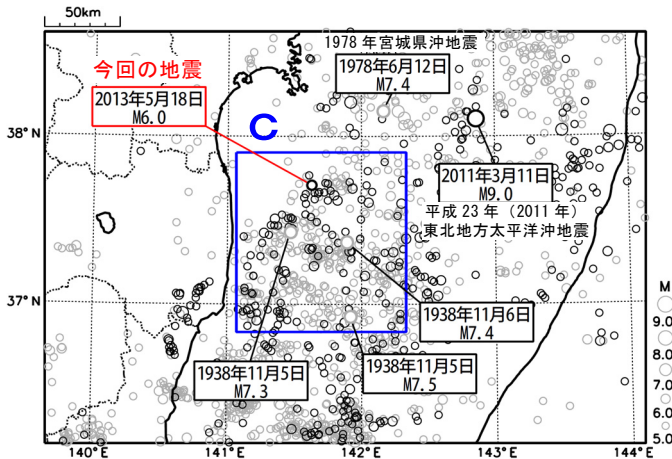 50km
1978 年宮城県沖地震
1978年6月12日
M7.4
今回の地震
2013年5月18日
M6.0
C
38°N
2011年3月11日
M9.0
平成 23 年（2011 年）
東北地方太平洋沖地震
37°N
1938年11月6日
M7.4
1938年11月5日
M7.3
1938年11月5日
M7.5
M
9.0
8.0
7.0
6.0
5.0
140°E
141°E
142°E
143°E
144°E